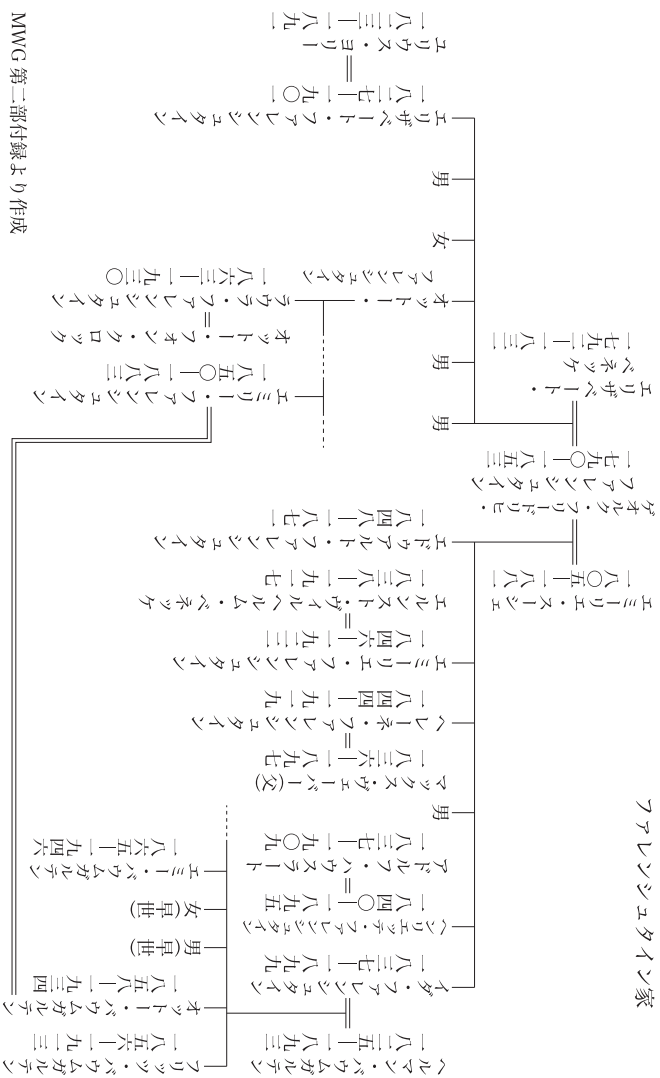 ファレンシュタイン家
エリザベート・
ベネッケ
一七九二―一八三一
ゲオルク・フリードリヒ・
ファレンシュタイン
一七九〇―一八五三
エミーリエ・スーシェ
一八〇五―一八八一
エリザベート・ファレンシュタイン
一八二七―一九〇一
ユリウス・ヨリー
一八二三―一八九一
男
女
オットー・
ファレンシュタイン
男
男
ラウラ・ファレンシュタイン
一八六三―一九三〇
オットー・フォン・クロック
エミリー・ファレンシュタイン
一八五〇―一八八三
エドゥアルト・ファレンシュタイン
一八四八―一八七一
エルンスト・ヴィルヘルム・ベネッケ
一八三八―一九一七
エミーリエ・ファレンシュタイン
一八四六―一九二二
ヘレーネ・ファレンシュタイン
一八四四―一九一九
マックス・ヴェーバー(父)
一八三六―一八九七
男
アドルフ・ハウスラート
一八三七―一九〇九
ヘンリエッテ・ファレンシュタイン
一八四〇―一八九五
イダ・ファレンシュタイン
一八三七―一八九九
ヘルマン・バウムガルテン
一八二五―一八九三
エミー・バウムガルテン
一八六五―一九四六
女(早世)
男(早世)
オットー・バウムガルテン
一八五八―一九三四
フリッツ・バウムガルテン
一八五六―一九一三
MWG 第二部付録より作成